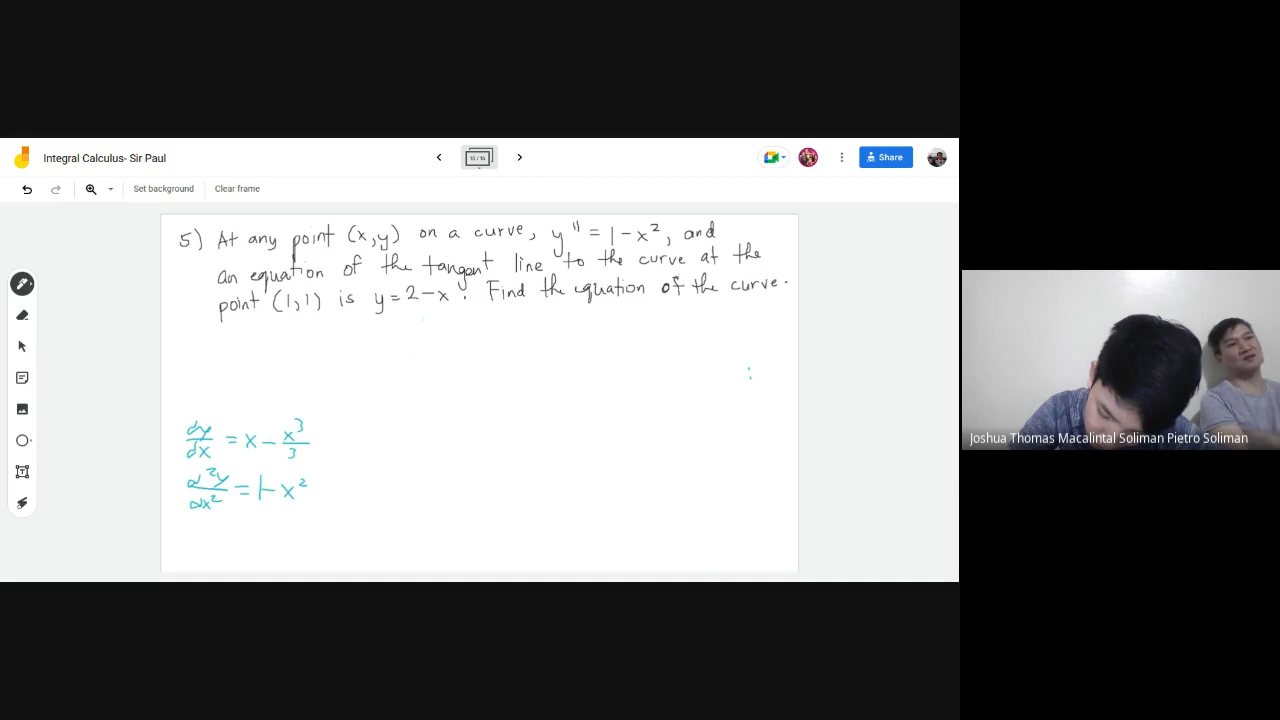 Integral Calculus- Sir Paul
15 / 15
Share
Set background
Clear frame
5) At any point (x,y) on a curve, y" = 1-x², and
an equation of the tangent line to the curve at the
point (1,1) is y = 2-x. Find the equation of the curve.
dy/dx = x - x³/3
d²y/dx² = 1-x²
Joshua Thomas Macalintal Soliman Pietro Soliman